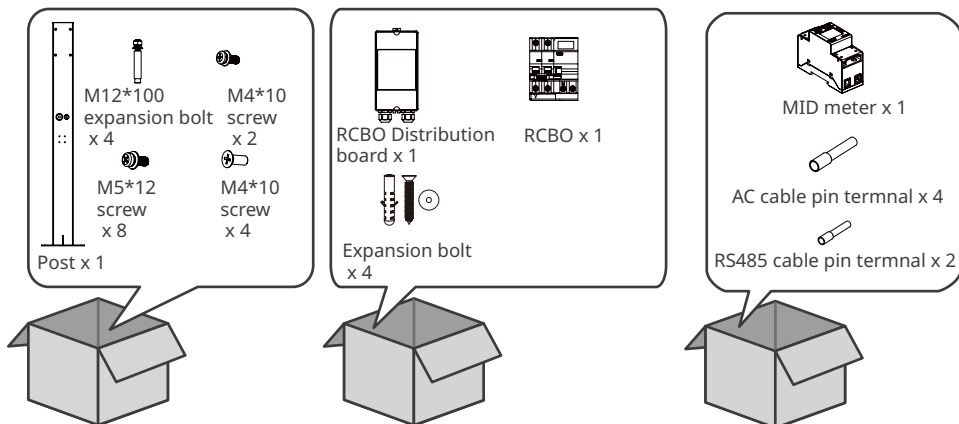 M12*100
expansion bolt
x 4
M4*10
screw
x 2
M5*12
screw
x 8
M4*10
screw
x 4
Post x 1
RCBO Distribution
board x 1
RCBO x 1
Expansion bolt
x 4
MID meter x 1
AC cable pin termnal x 4
RS485 cable pin termnal x 2